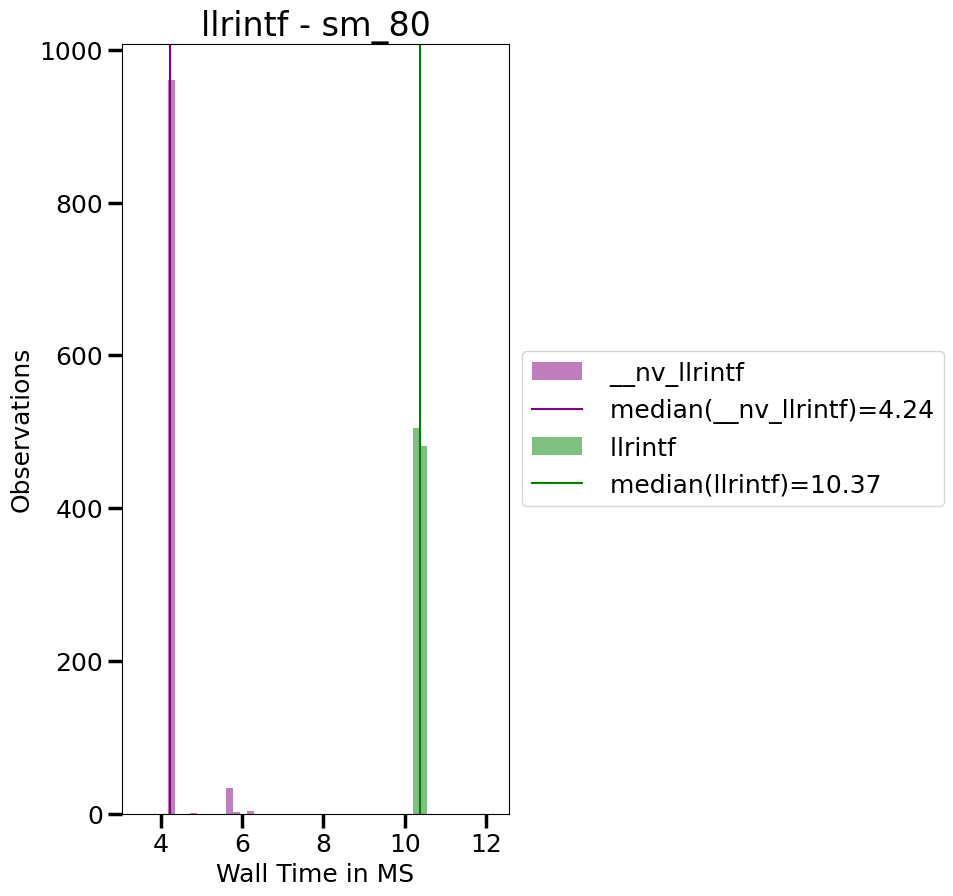 llrintf - sm_80
1000
800
600
400
200
0
Observations
4 6 8 10 12
Wall Time in MS
__nv_llrintf
median(__nv_llrintf)=4.24
llrintf
median(llrintf)=10.37